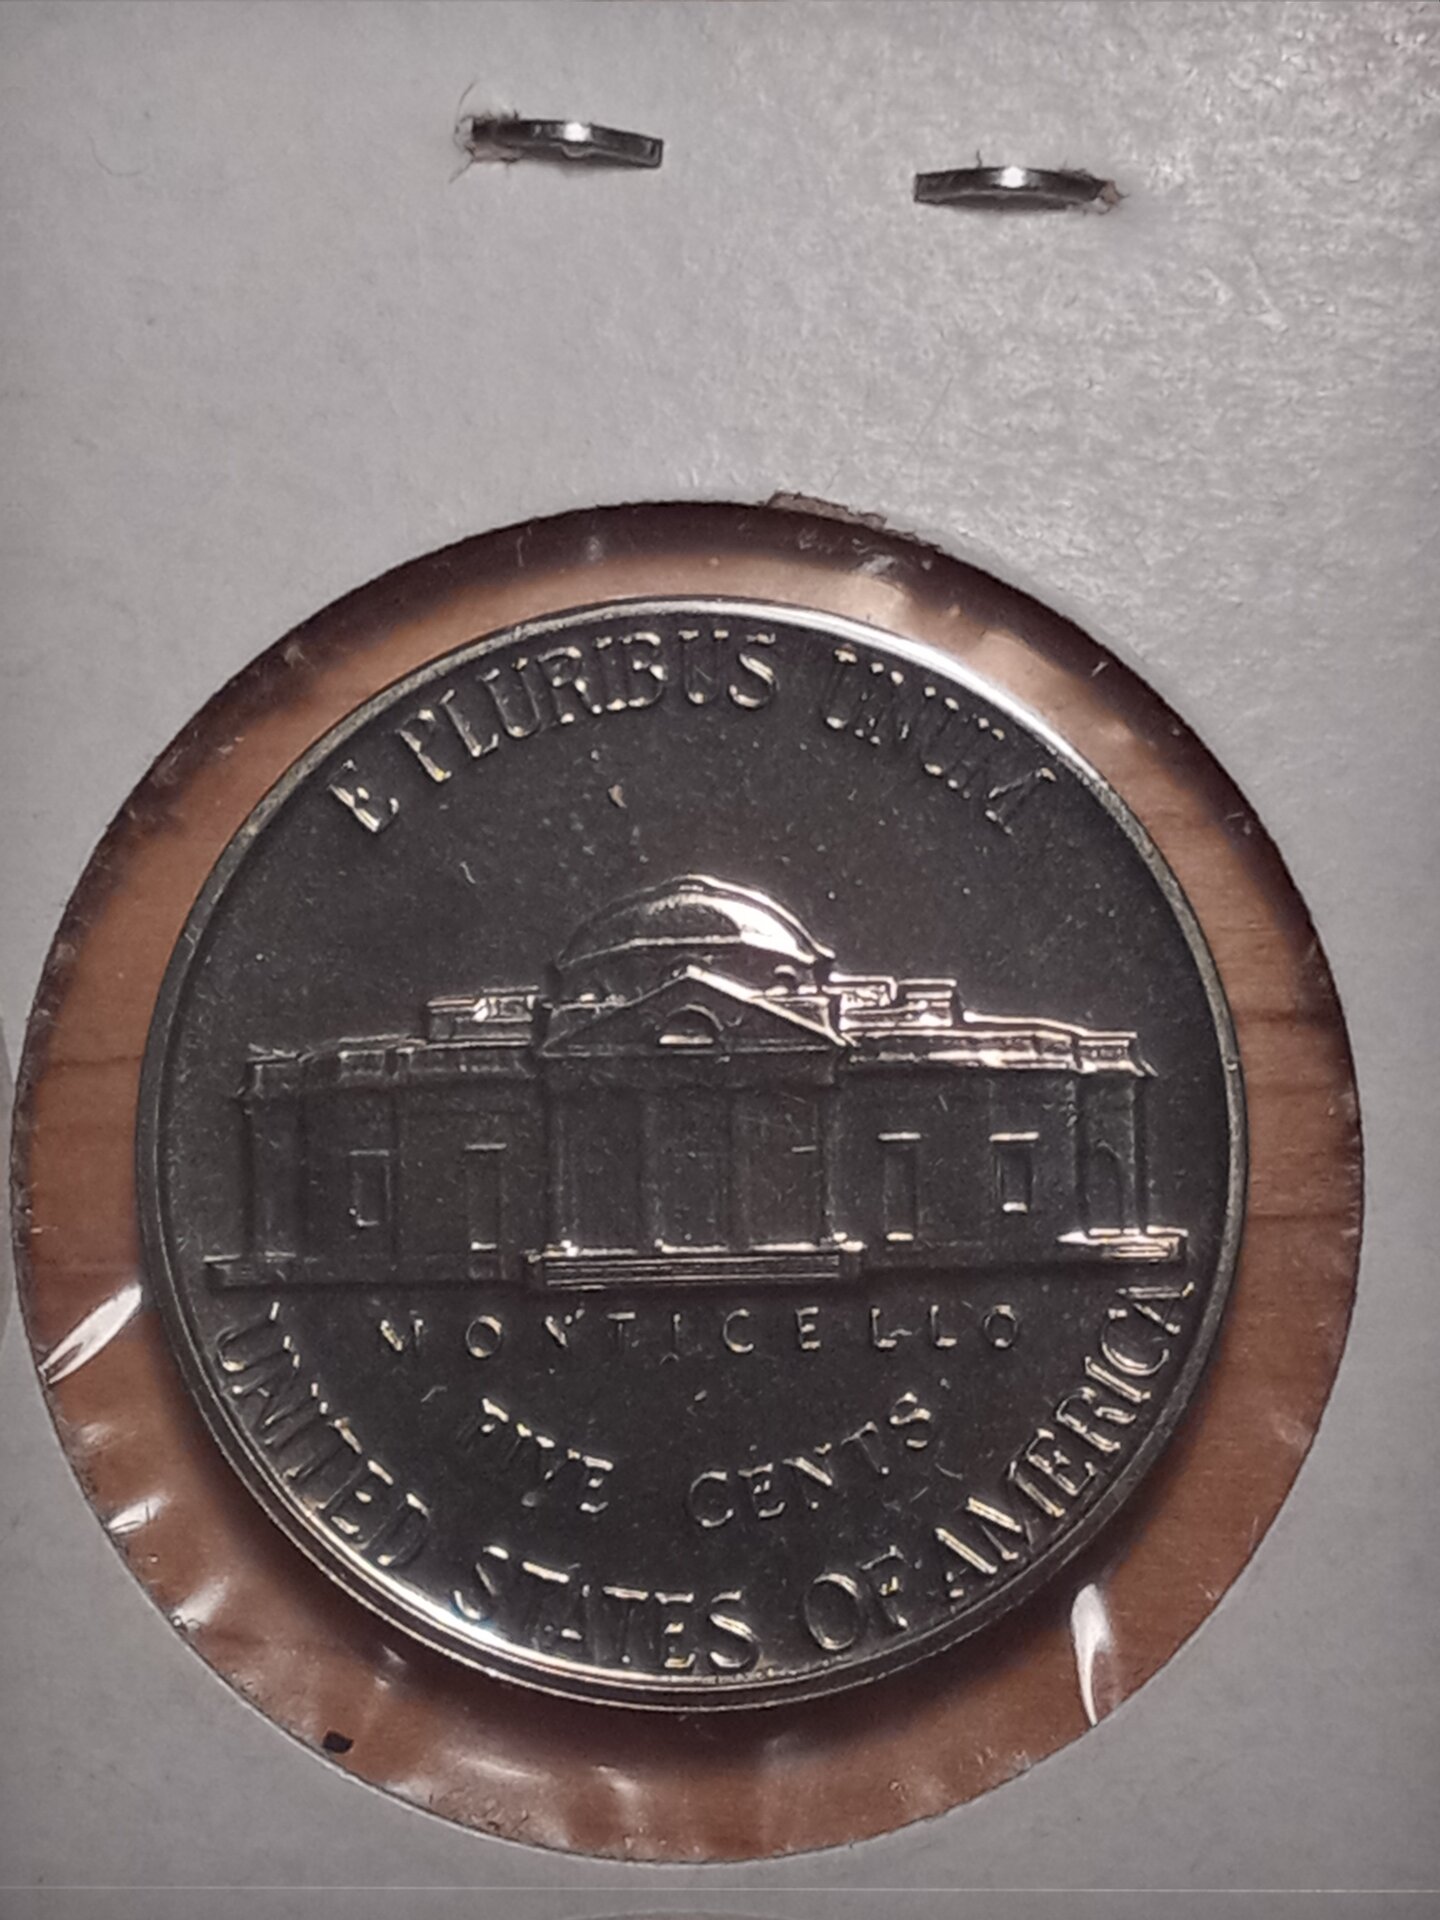 E PLURIBUS UNUM
MONTICELLO
FIVE CENTS
UNITED STATES OF AMERICA